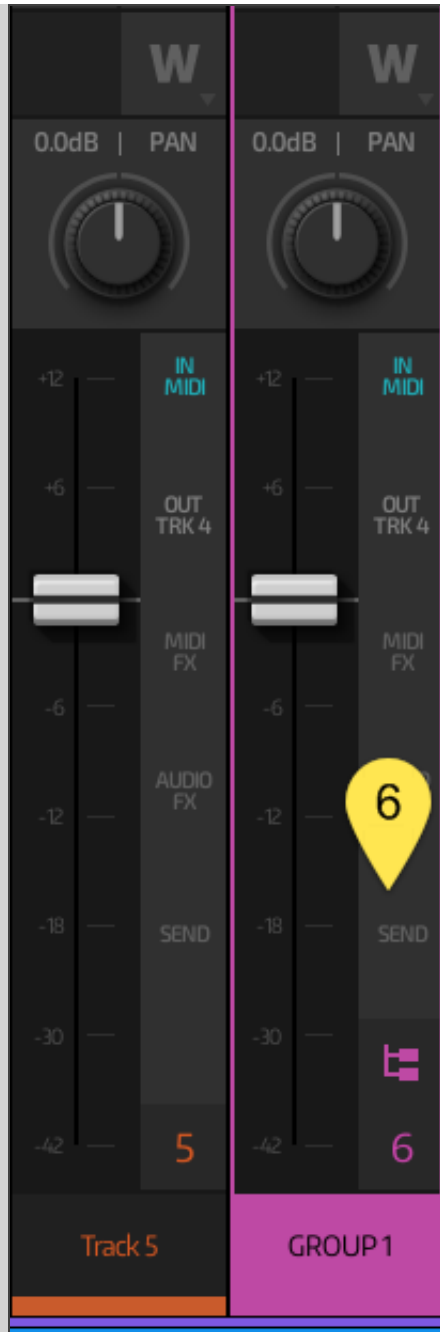 W
0.0dB | PAN
+12
IN
MIDI
+6
OUT
TRK 4
MIDI
FX
-6
AUDIO
FX
-12
-18
SEND
-30
-42
5
Track 5
W
0.0dB | PAN
+12
IN
MIDI
+6
OUT
TRK 4
MIDI
FX
-6
6
-12
-18
SEND
-30
-42
6
GROUP 1